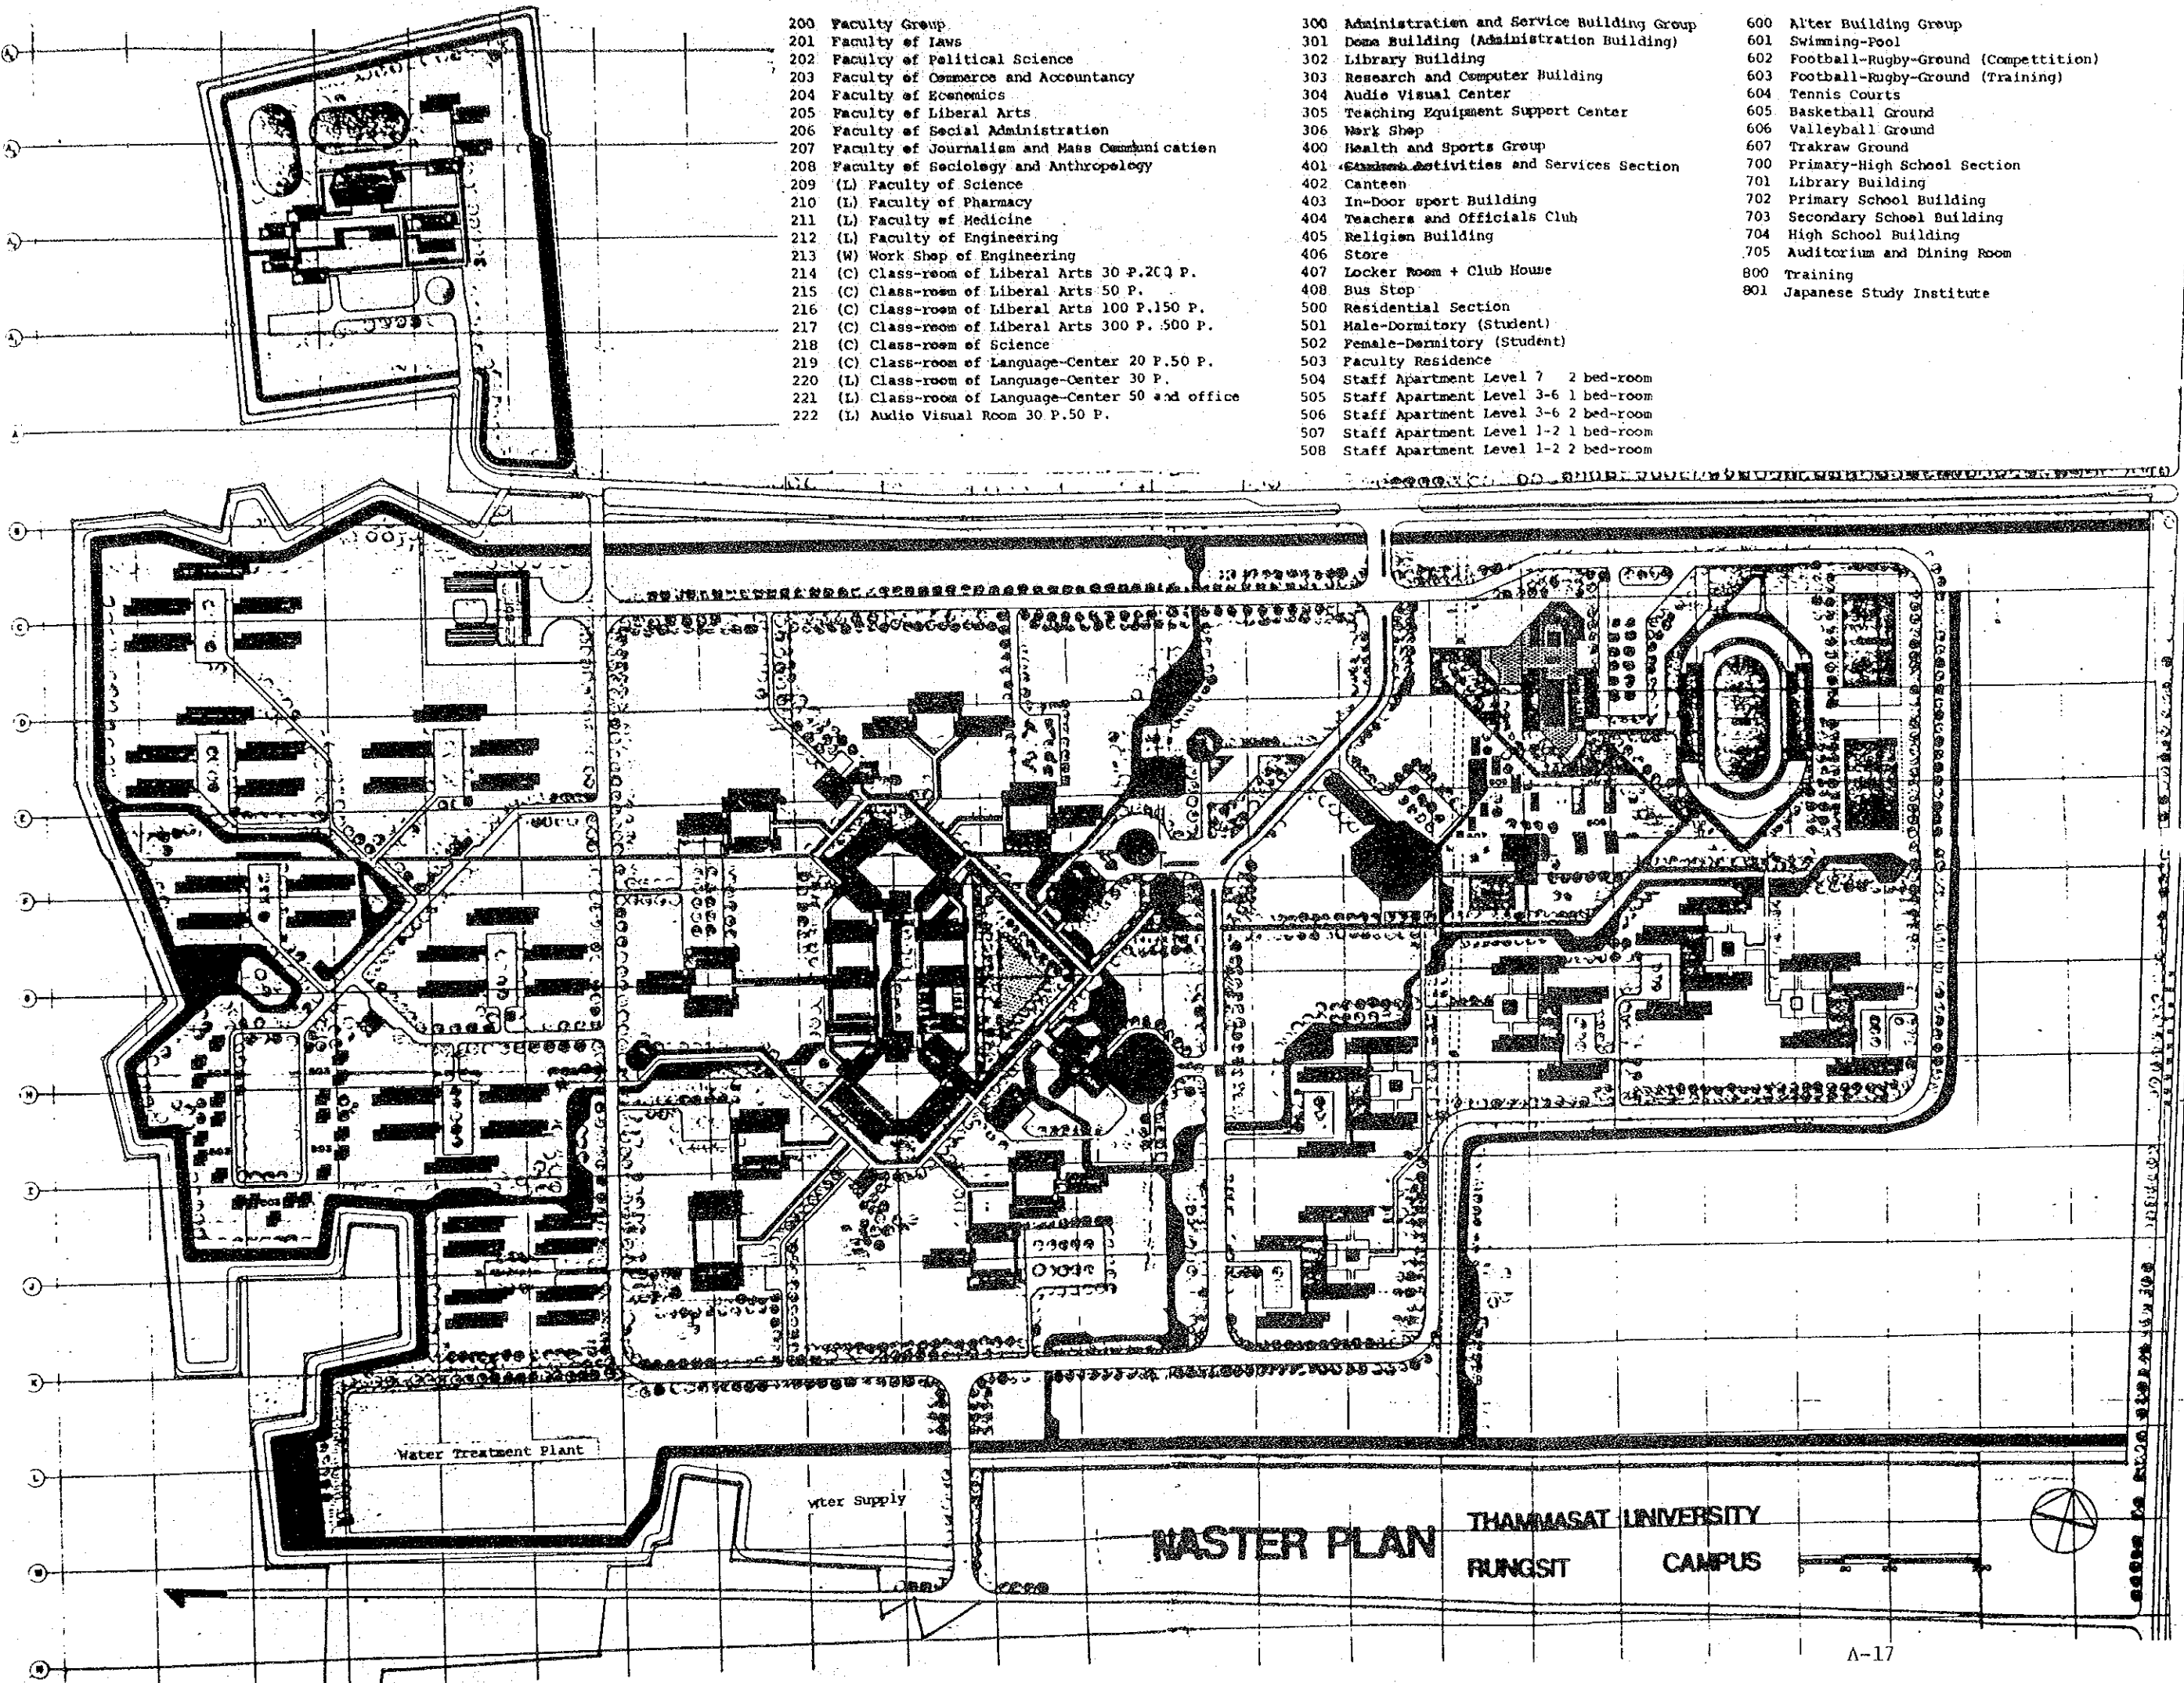 200 Faculty Group
201 Faculty of Laws
202 Faculty of Political Science
203 Faculty of Commerce and Accountancy
204 Faculty of Economics
205 Faculty of Liberal Arts
206 Faculty of Social Administration
207 Faculty of Journalism and Mass Communication
208 Faculty of Sociology and Anthropology
209 (L) Faculty of Science
210 (L) Faculty of Pharmacy
211 (L) Faculty of Medicine
212 (L) Faculty of Engineering
213 (W) Work Shop of Engineering
214 (C) Class-room of Liberal Arts 30 P.200 P.
215 (C) Class-room of Liberal Arts 50 P.
216 (C) Class-room of Liberal Arts 100 P.150 P.
217 (C) Class-room of Liberal Arts 300 P. 500 P.
218 (C) Class-room of Science
219 (C) Class-room of Language-Center 20 P.50 P.
220 (L) Class-room of Language-Center 30 P.
221 (L) Class-room of Language-Center 50 and office
222 (L) Audio Visual Room 30 P.50 P.
300 Administration and Service Building Group
301 Dome Building (Administration Building)
302 Library Building
303 Research and Computer Building
304 Audio Visual Center
305 Teaching Equipment Support Center
306 Work Shop
400 Health and Sports Group
401 Student Activities and Services Section
402 Canteen
403 In-Door sport Building
404 Teachers and Officials Club
405 Religion Building
406 Store
407 Locker Room + Club House
408 Bus Stop
500 Residential Section
501 Male-Dormitory (Student)
502 Female-Dormitory (Student)
503 Faculty Residence
504 Staff Apartment Level 7 2 bed-room
505 Staff Apartment Level 3-6 1 bed-room
506 Staff Apartment Level 3-6 2 bed-room
507 Staff Apartment Level 1-2 1 bed-room
508 Staff Apartment Level 1-2 2 bed-room
600 Alter Building Group
601 Swimming-Pool
602 Football-Rugby-Ground (Compettition)
603 Football-Rugby-Ground (Training)
604 Tennis Courts
605 Basketball Ground
606 Valleyball Ground
607 Trakraw Ground
700 Primary-High School Section
701 Library Building
702 Primary School Building
703 Secondary School Building
704 High School Building
705 Auditorium and Dining Room
800 Training
801 Japanese Study Institute
Water Treatment Plant
Supply
MASTER PLAN
THAMMASAT UNIVERSITY
RUNGSIT CAMPUS
A-17